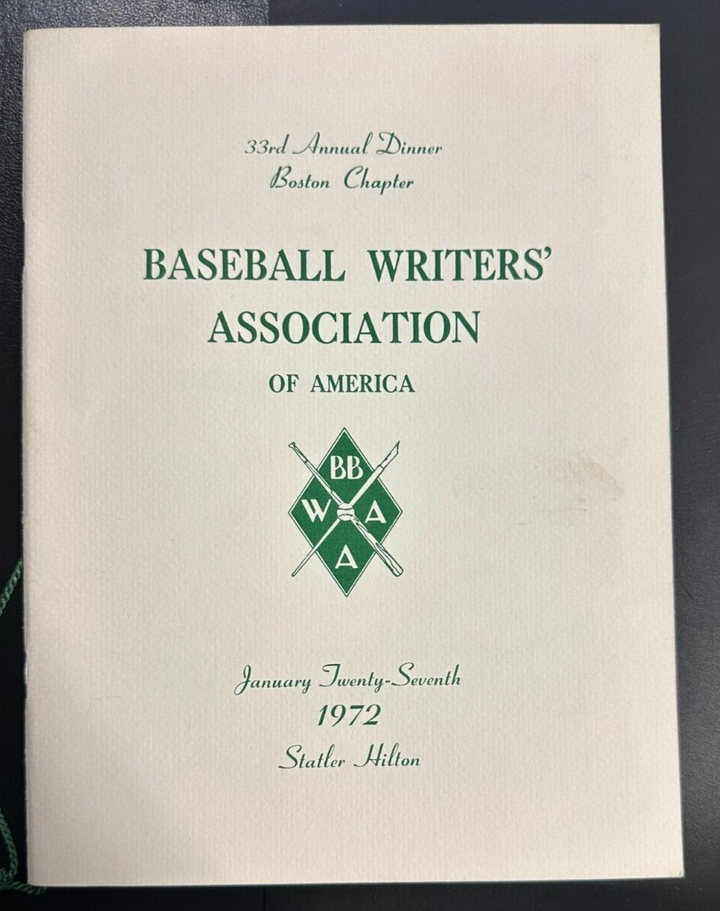 33rd Annual Dinner
Boston Chapter
BASEBALL WRITERS'
ASSOCIATION
OF AMERICA
BB
W A
A
January Twenty-Seventh
1972
Statler Hilton